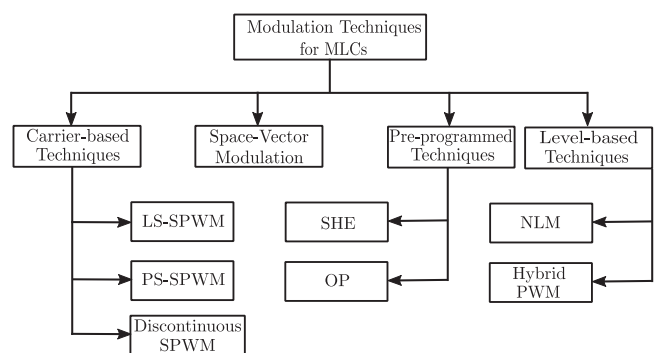 Modulation Techniques
for MLCs
Carrier-based
Techniques
Space-Vector
Modulation
Pre-programmed
Techniques
Level-based
Techniques
LS-SPWM
SHE
NLM
PS-SPWM
OP
Hybrid
PWM
Discontinuous
SPWM